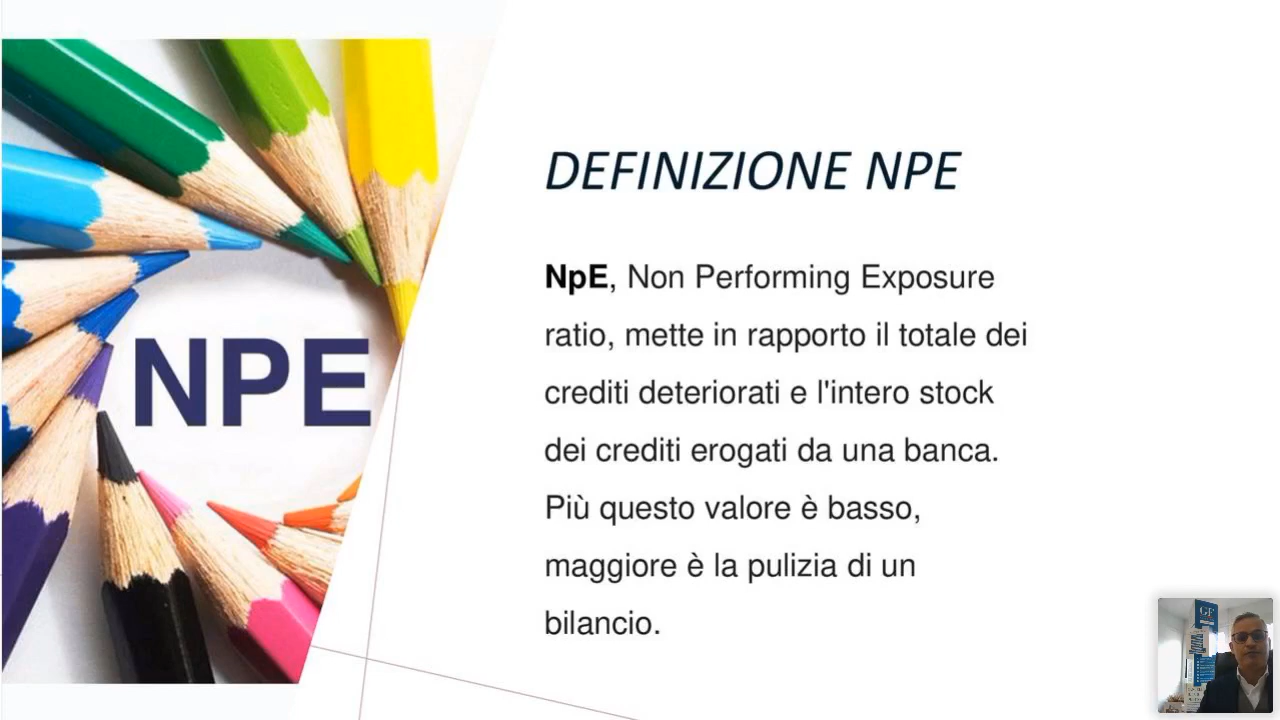 DEFINIZIONE NPE
NpE, Non Performing Exposure
ratio, mette in rapporto il totale dei
crediti deteriorati e l'intero stock
dei crediti erogati da una banca.
Più questo valore è basso,
maggiore è la pulizia di un
bilancio.
NPE
GF